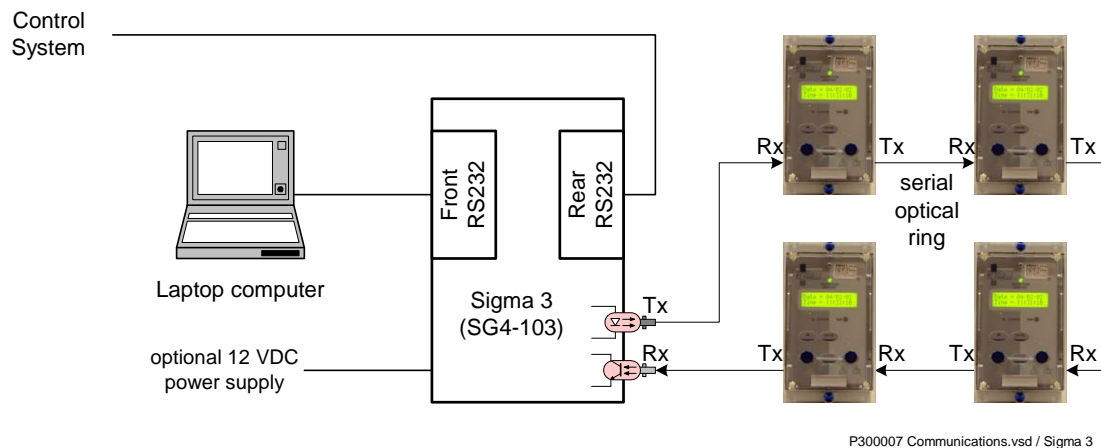 Control
System
Front
RS232
Rear
RS232
Rx
Tx
Rx
Tx
serial
optical
ring
Laptop computer
Sigma 3
(SG4-103)
Tx
Rx
optional 12 VDC
power supply
Tx
Rx
Tx
Rx
P300007 Communications.vsd / Sigma 3